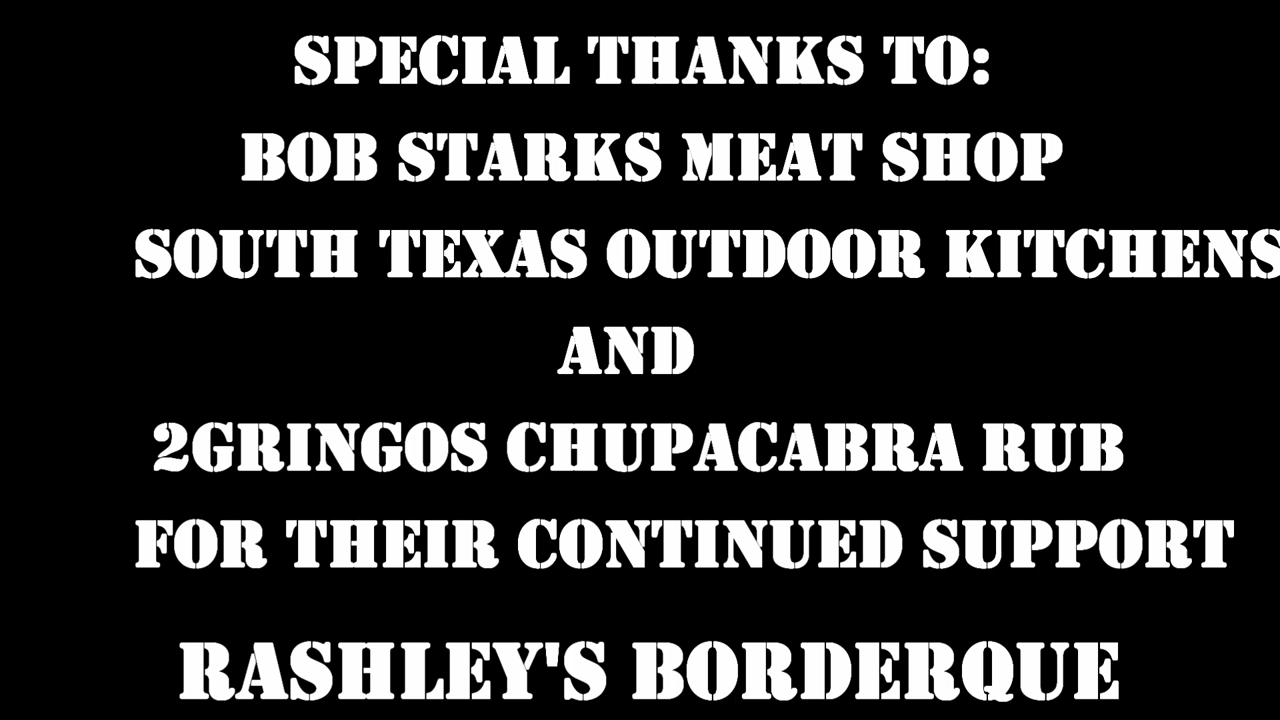 SPECIAL THANKS TO:
BOB STARKS MEAT SHOP
SOUTH TEXAS OUTDOOR KITCHENS
AND
2GRINGOS CHUPACABRA RUB
FOR THEIR CONTINUED SUPPORT
RASHLEY'S BORDERQUE